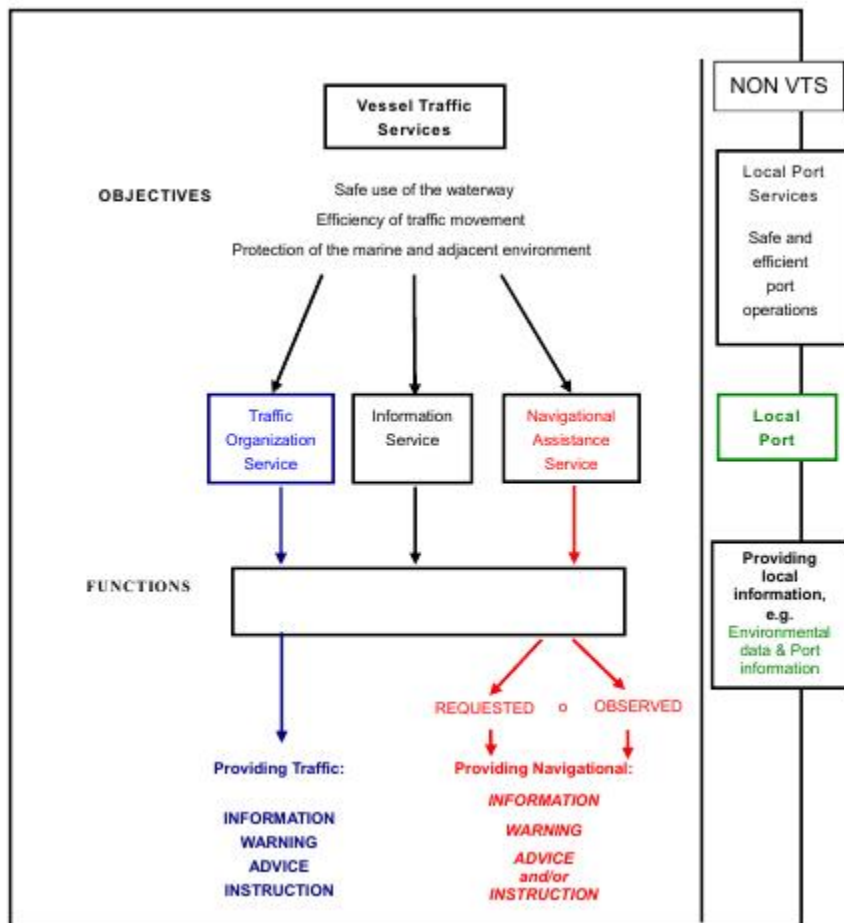 Vessel Traffic
Services
OBJECTIVES
Safe use of the waterway
Efficiency of traffic movement
Protection of the marine and adjacent environment
Traffic
Organization
Service
Information
Service
Navigational
Assistance
Service
FUNCTIONS
REQUESTED o OBSERVED
Providing Traffic:
INFORMATION
WARNING
ADVICE
INSTRUCTION
Providing Navigational:
INFORMATION
WARNING
ADVICE
and/or
INSTRUCTION
NON VTS
Local Port
Services
Safe and
efficient
port
operations
Local
Port
Providing
local
information,
e.g.
Environmental
data & Port
information